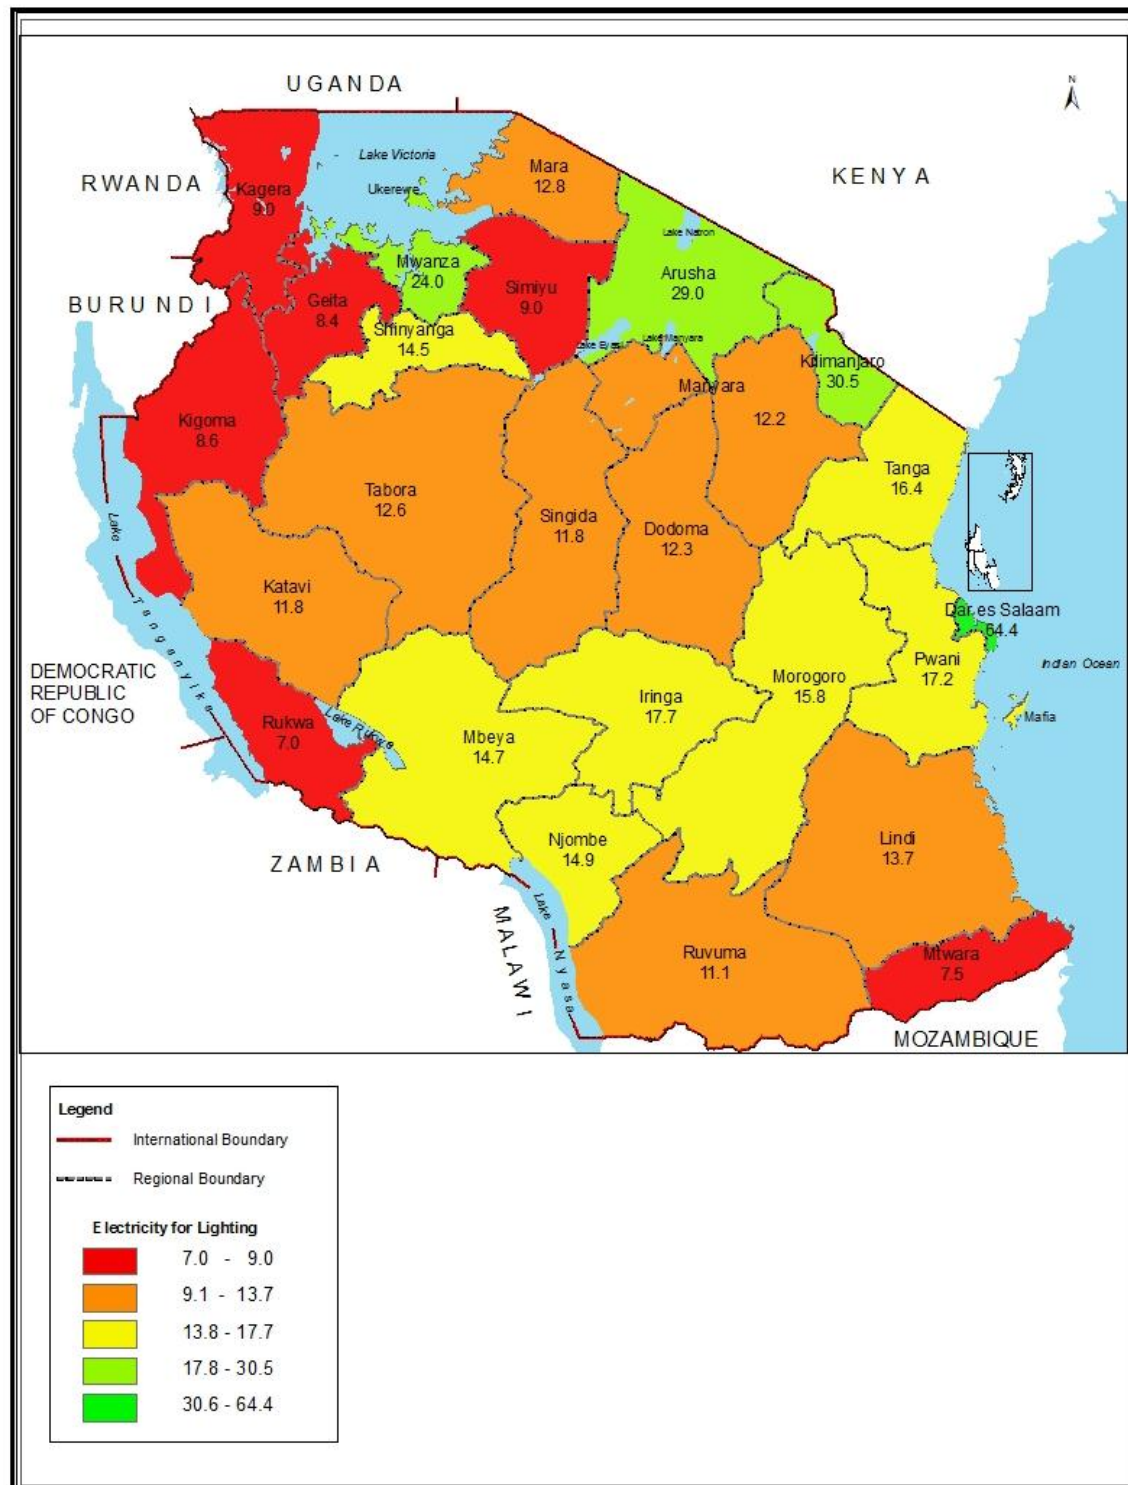 UGANDA
N
Lake Victoria
Mara
12.8
KENYA
RWANDA
Kagera
9.0
Ukerewe
Lake Natron
Mwanza
24.0
Arusha
29.0
BURUNDI
Geita
8.4
Simiyu
9.0
Shinyanga
14.5
Lake Eyasi
Lake Manyara
Kilimanjaro
30.5
Manyara
12.2
Kigoma
8.6
Tanga
16.4
Tabora
12.6
Singida
11.8
Dodoma
12.3
Lake Tanganyika
Katavi
11.8
Dar es Salaam
64.4
DEMOCRATIC
REPUBLIC
OF CONGO
Pwani
17.2
Indian Ocean
Morogoro
15.8
Iringa
17.7
Rukwa
7.0
Lake Rukwa
Mafia
Mbeya
14.7
Lindi
13.7
Njombe
14.9
ZAMBIA
MALAWI
Lake Nyasa
Ruvuma
11.1
Mtwara
7.5
MOZAMBIQUE
Legend
International Boundary
Regional Boundary
Electricity for Lighting
7.0 - 9.0
9.1 - 13.7
13.8 - 17.7
17.8 - 30.5
30.6 - 64.4